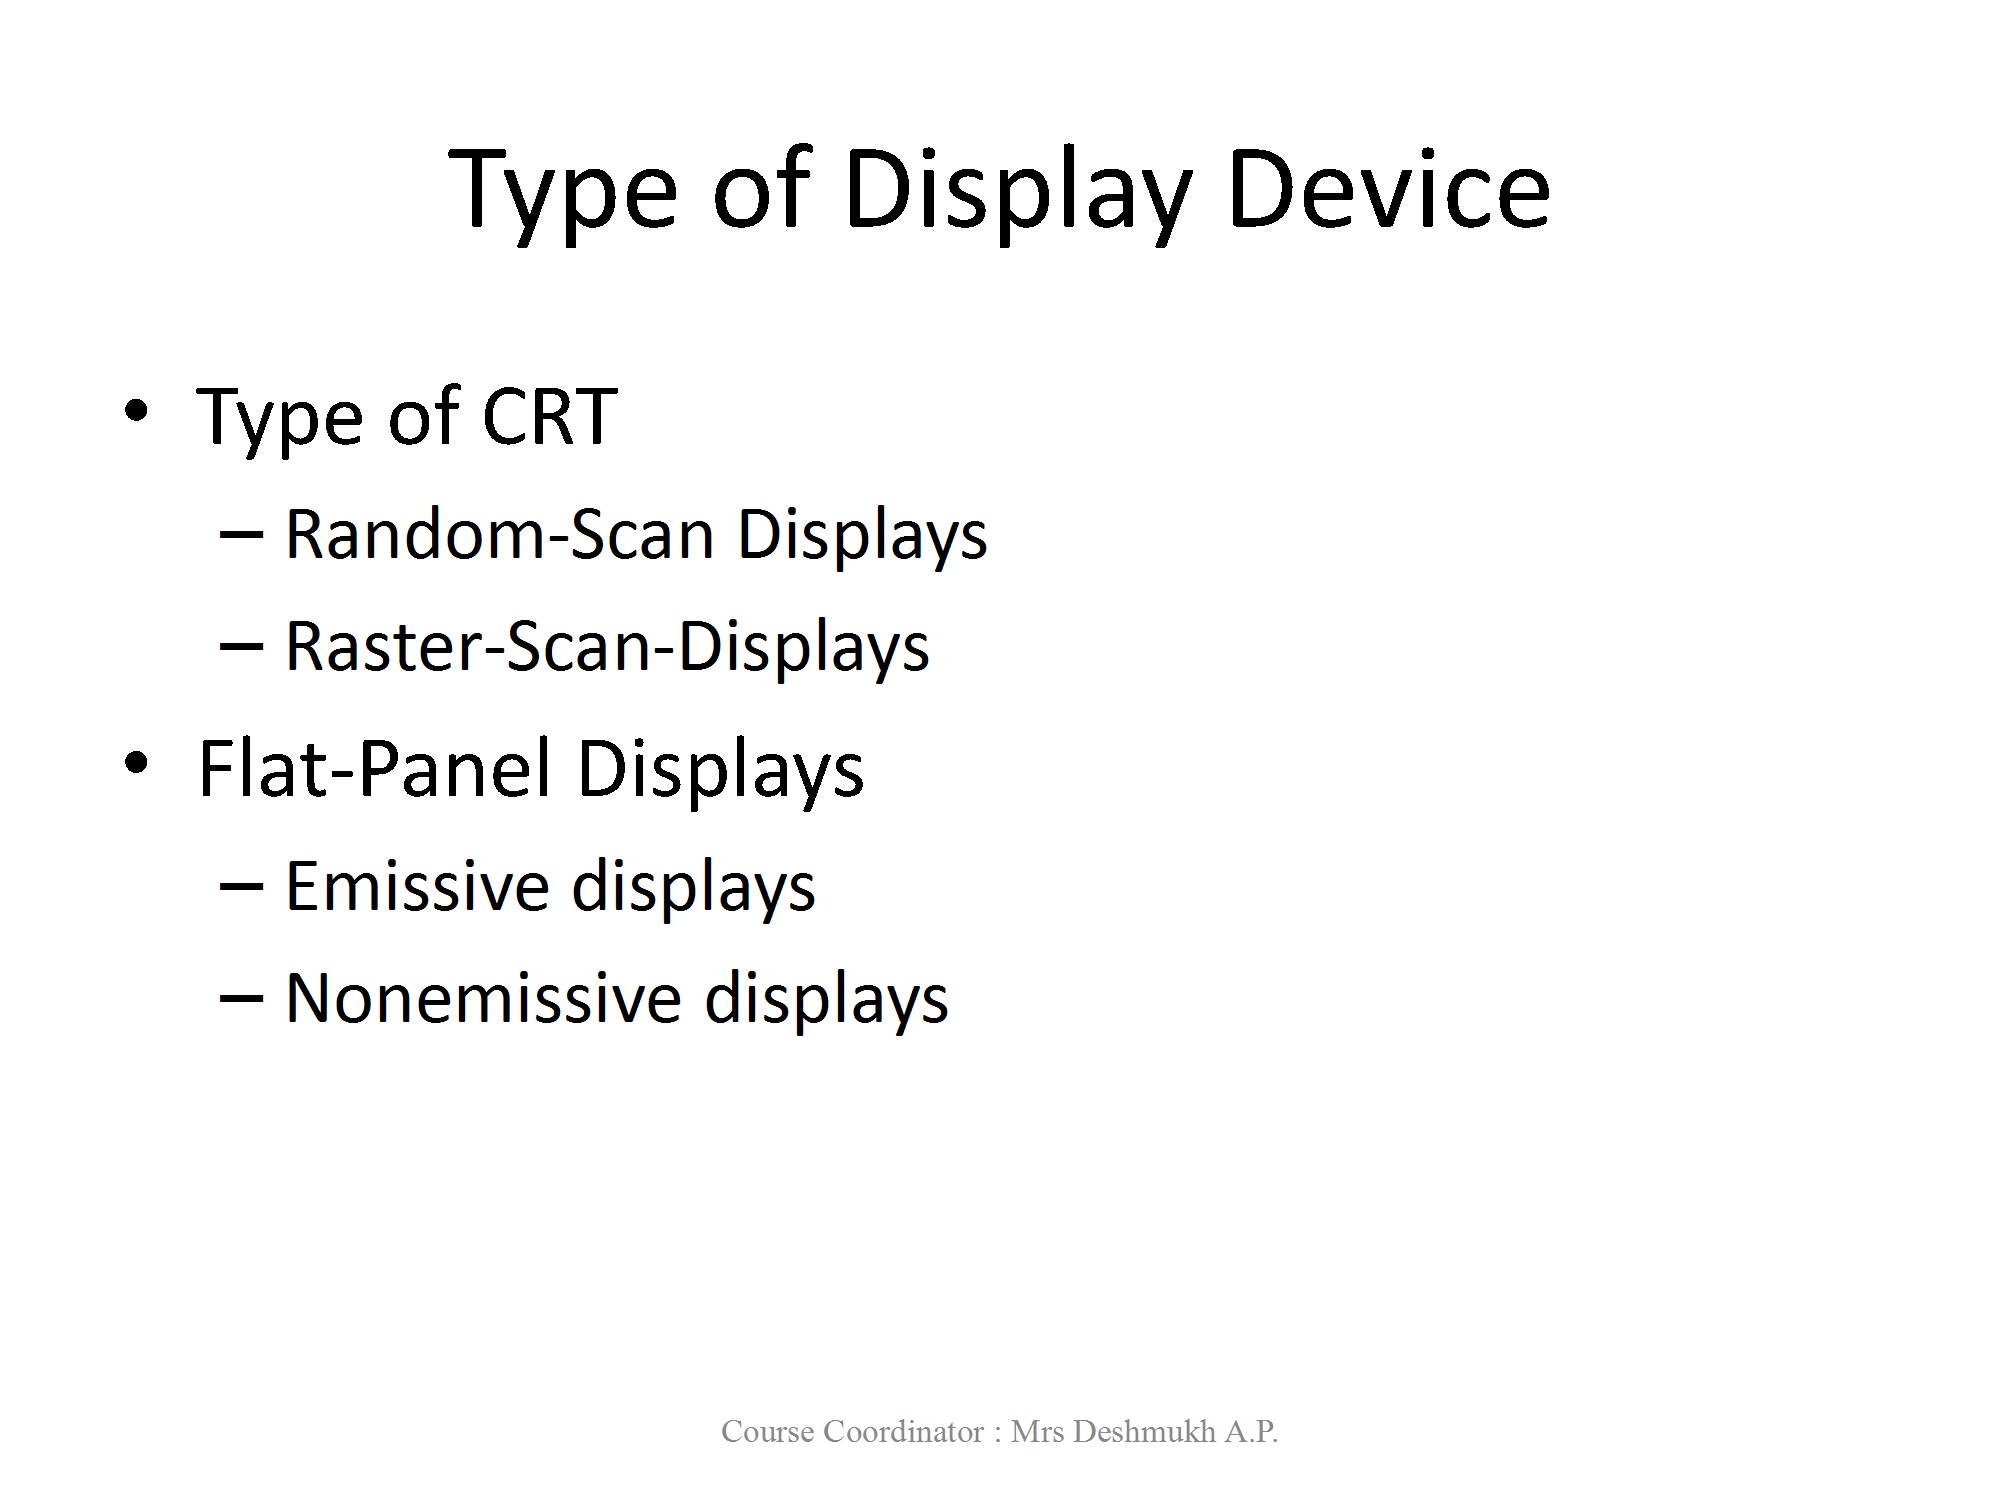 Type of Display Device
• Type of CRT
– Random-Scan Displays
– Raster-Scan-Displays
• Flat-Panel Displays
– Emissive displays
– Nonemissive displays
Course Coordinator : Mrs Deshmukh A.P.